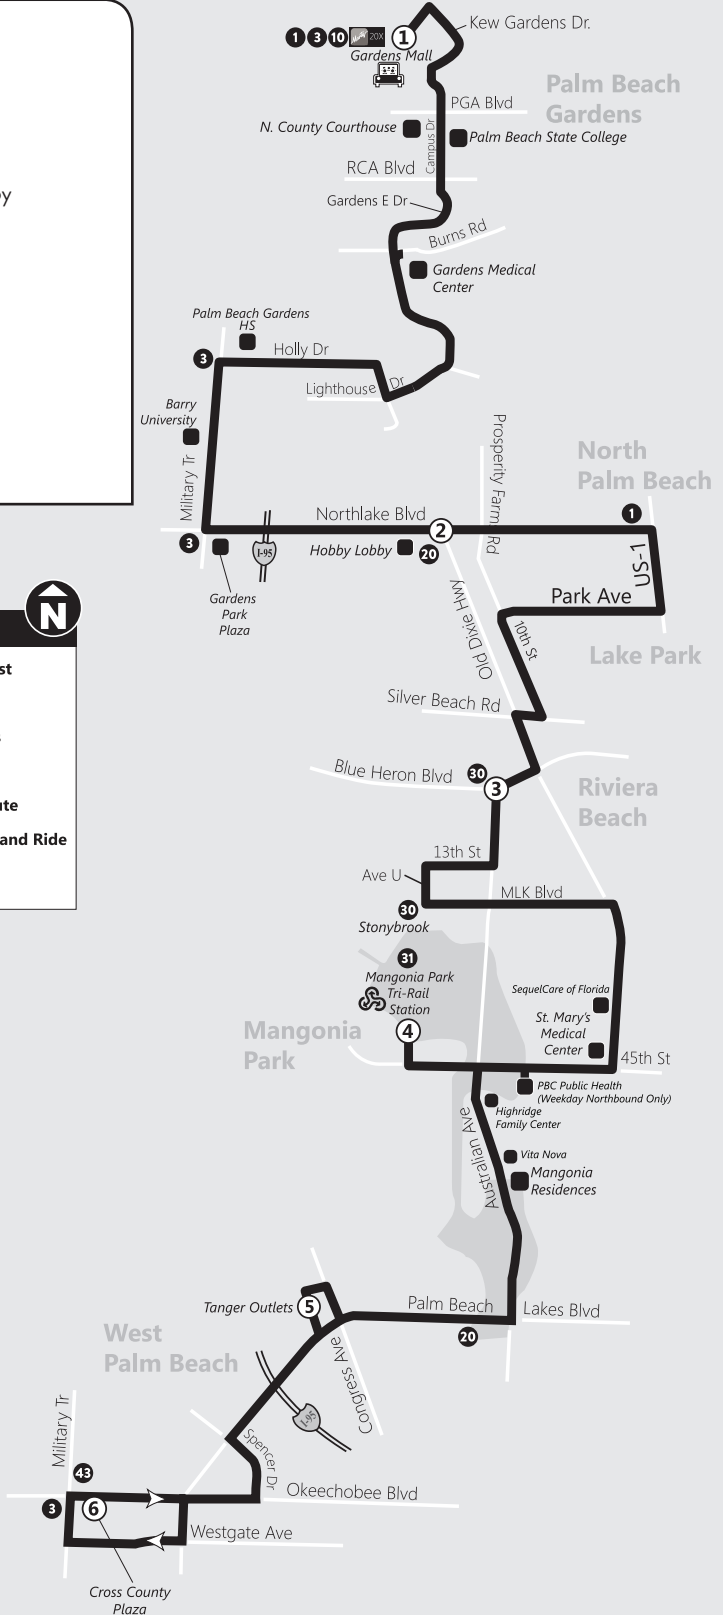 Kew Gardens Dr.
1 3 10 20X 1
Gardens Mall
Palm Beach
Gardens
PGA Blvd
N. County Courthouse
Campus Dr
Palm Beach State College
RCA Blvd
Gardens E Dr
Burns Rd
Gardens Medical
Center
Palm Beach Gardens
HS
3
Holly Dr
Lighthouse Dr
Barry
University
Military Tr
Prosperity Farms Rd
North
Palm Beach
Northlake Blvd
2
1
3
I-95
Hobby Lobby
20
US-1
Gardens
Park
Plaza
N
Park Ave
10th St
Old Dixie Hwy
Lake Park
st
Silver Beach Rd
s
Blue Heron Blvd
30
3
Riviera
Beach
ute
and Ride
13th St
Ave U
MLK Blvd
30
Stonybrook
31
Mangonia Park
Tri-Rail
Station
SequelCare of Florida
St. Mary's
Medical
Center
Mangonia
Park
4
45th St
PBC Public Health
(Weekday Northbound Only)
Highridge
Family Center
Australian Ave
Vita Nova
Mangonia
Residences
Tanger Outlets
5
Palm Beach
Lakes Blvd
20
West
Palm Beach
Congress Ave
I-95
Military Tr
Spencer Dr
43
Okeechobee Blvd
3
6
Westgate Ave
Cross County
Plaza